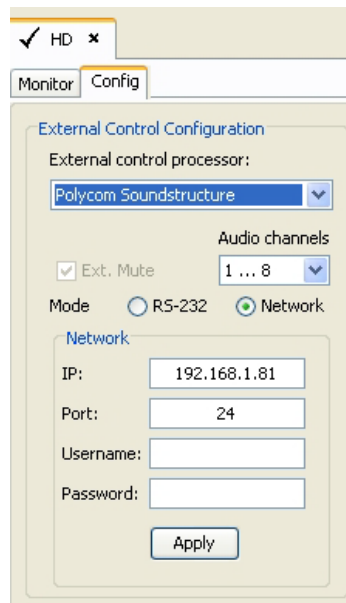 HD
Monitor Config
External Control Configuration
External control processor:
Polycom Soundstructure
Audio channels
Ext. Mute 1 ... 8
Mode RS-232 Network
Network
IP: 192.168.1.81
Port: 24
Username:
Password:
Apply